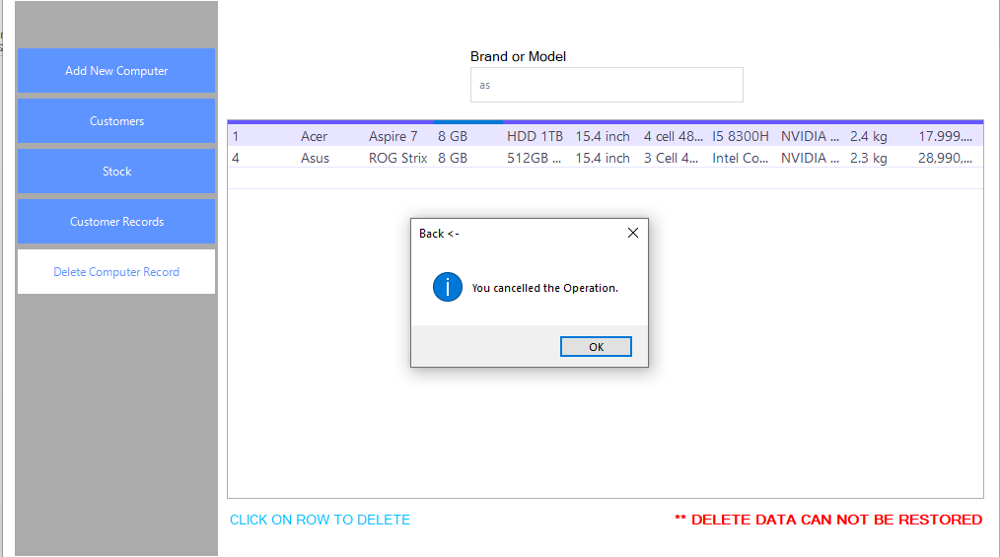 Add New Computer
Customers
Stock
Customer Records
Delete Computer Record
Brand or Model
as
1 Acer Aspire 7 8 GB HDD 1TB 15.4 inch 4 cell 48... I5 8300H NVIDIA ... 2.4 kg 17.999....
4 Asus ROG Strix 8 GB 512GB ... 15.4 inch 3 Cell 4... Intel Co... NVIDIA ... 2.3 kg 28,990,...
Back <-
You cancelled the Operation.
OK
CLICK ON ROW TO DELETE
** DELETE DATA CAN NOT BE RESTORED